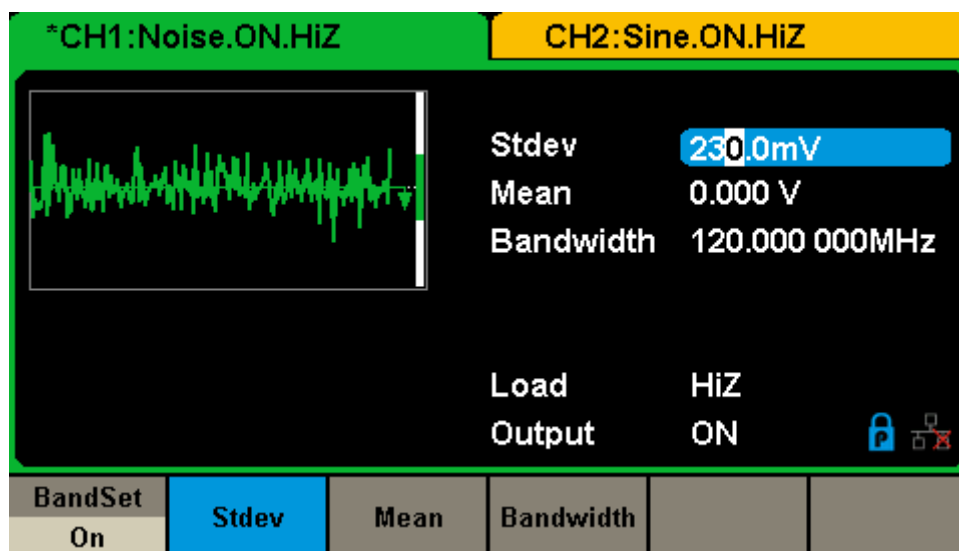 *CH1:Noise.ON.HiZ
CH2:Sine.ON.HiZ
Stdev 230.0mV
Mean 0.000 V
Bandwidth 120.000 000MHz
Load HiZ
Output ON
P
BandSet
On
Stdev
Mean
Bandwidth